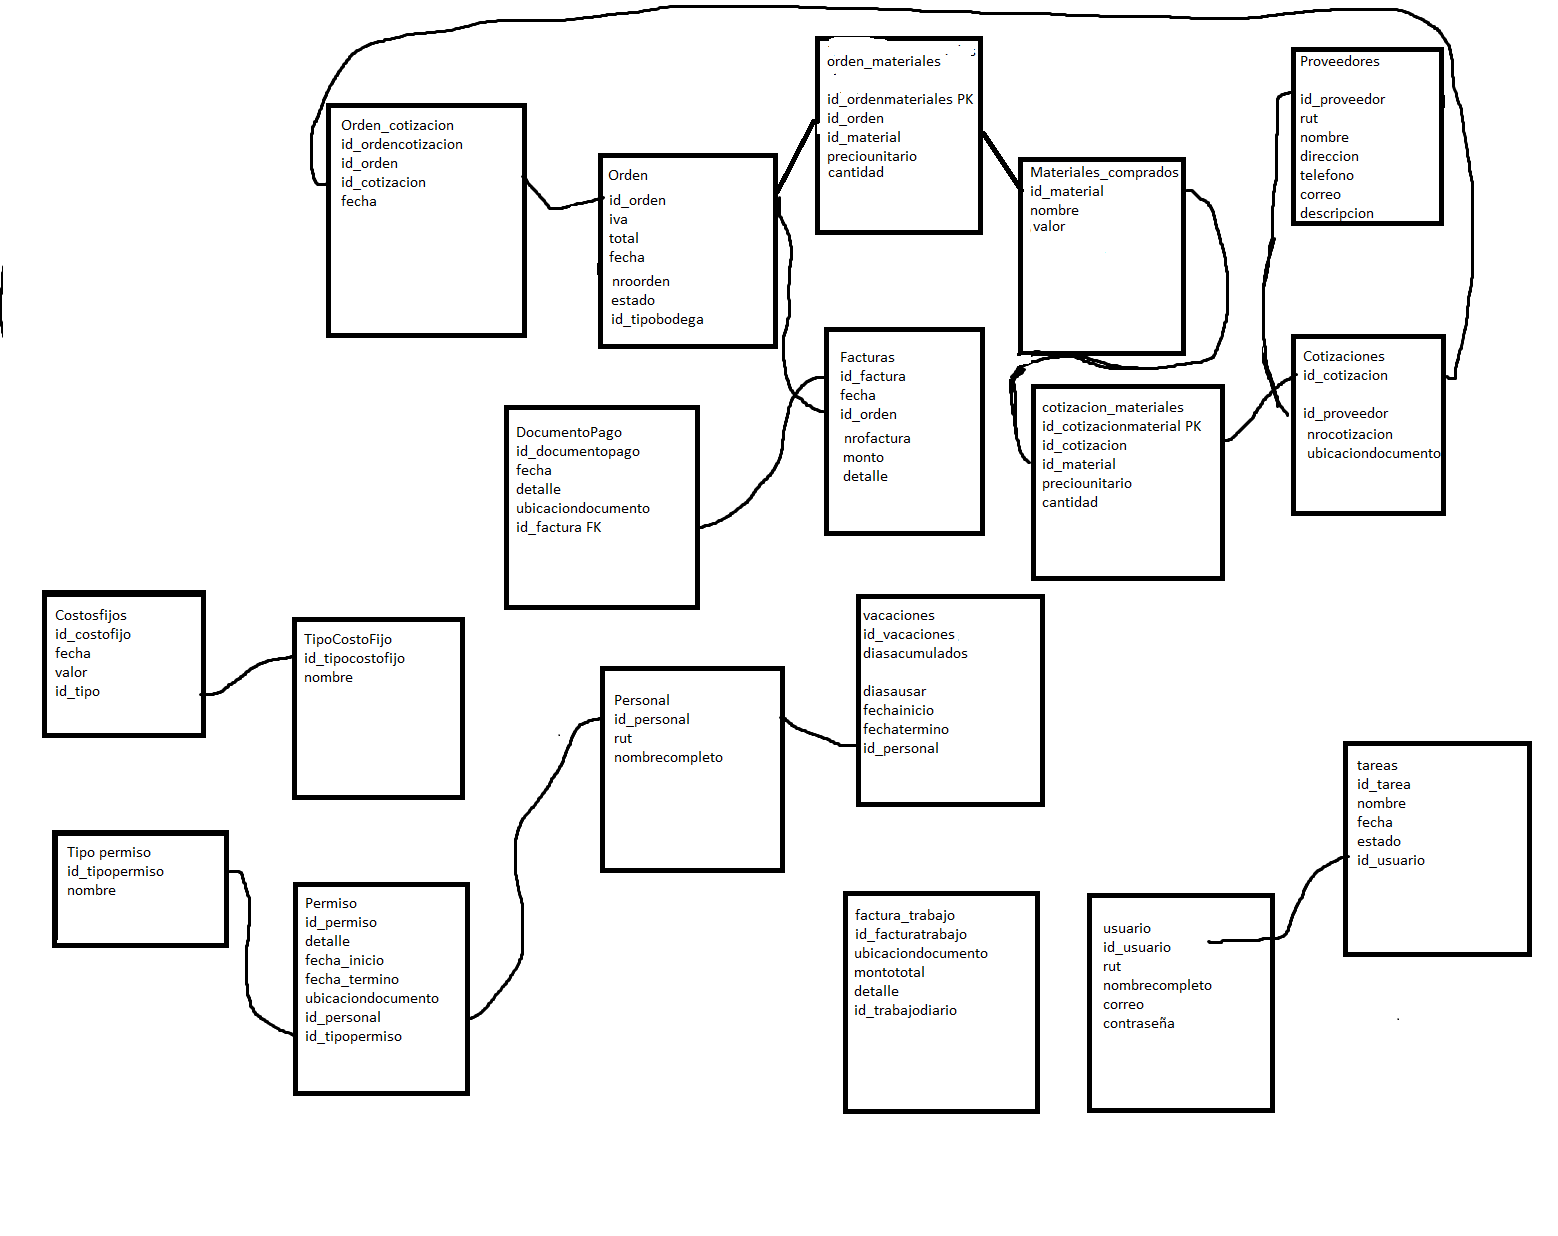 Orden_cotizacion
id_ordencotizacion
id_orden
id_cotizacion
fecha
Orden
id_orden
iva
total
fecha
nroorden
estado
id_tipobodega
orden_materiales
id_ordenmateriales PK
id_orden
id_material
preciounitario
cantidad
Materiales_comprados
id_material
nombre
valor
Proveedores
id_proveedor
rut
nombre
direccion
telefono
correo
descripcion
DocumentoPago
id_documentopago
fecha
detalle
ubicaciondocumento
id_factura FK
Facturas
id_factura
fecha
id_orden
nrofactura
monto
detalle
cotizacion_materiales
id_cotizacionmaterial PK
id_cotizacion
id_material
preciounitario
cantidad
Cotizaciones
id_cotizacion
id_proveedor
nrocotizacion
ubicaciondocumento
Costosfijos
id_costofijo
fecha
valor
id_tipo
TipoCostoFijo
id_tipocostofijo
nombre
Personal
id_personal
rut
nombrecompleto
vacaciones
id_vacaciones
diasacumulados
diasausar
fechainicio
fechatermino
id_personal
Tipo permiso
id_tipopermiso
nombre
Permiso
id_permiso
detalle
fecha_inicio
fecha_termino
ubicaciondocumento
id_personal
id_tipopermiso
factura_trabajo
id_facturatrabajo
ubicaciondocumento
montototal
detalle
id_trabajodiario
usuario
id_usuario
rut
nombrecompleto
correo
contraseña
tareas
id_tarea
nombre
fecha
estado
id_usuario